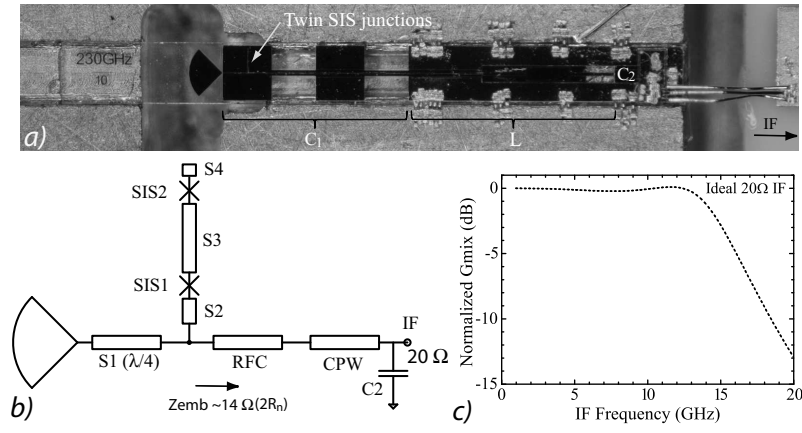 Twin SIS junctions
230GHz
10
C2
C1
L
IF
a)
S4
SIS2
S3
SIS1
S2
IF
20 Ω
S1 (λ/4)
RFC
CPW
C2
Zemb ~14 Ω(2Rn)
b)
Ideal 20Ω IF
Normalized Gmix (dB)
0
-5
-10
-15
0
5
10
15
20
IF Frequency (GHz)
c)